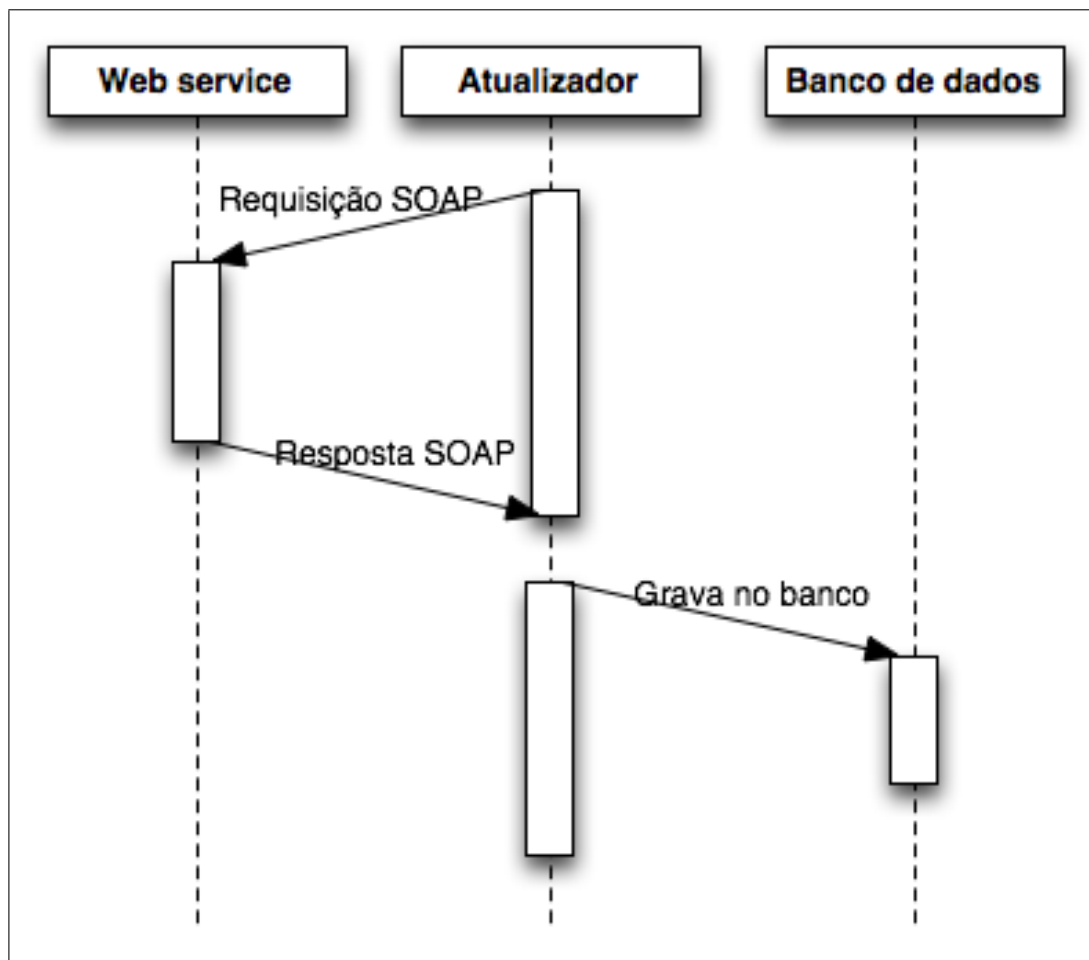 Web service
Atualizador
Banco de dados
Requisição SOAP
Resposta SOAP
Grava no banco